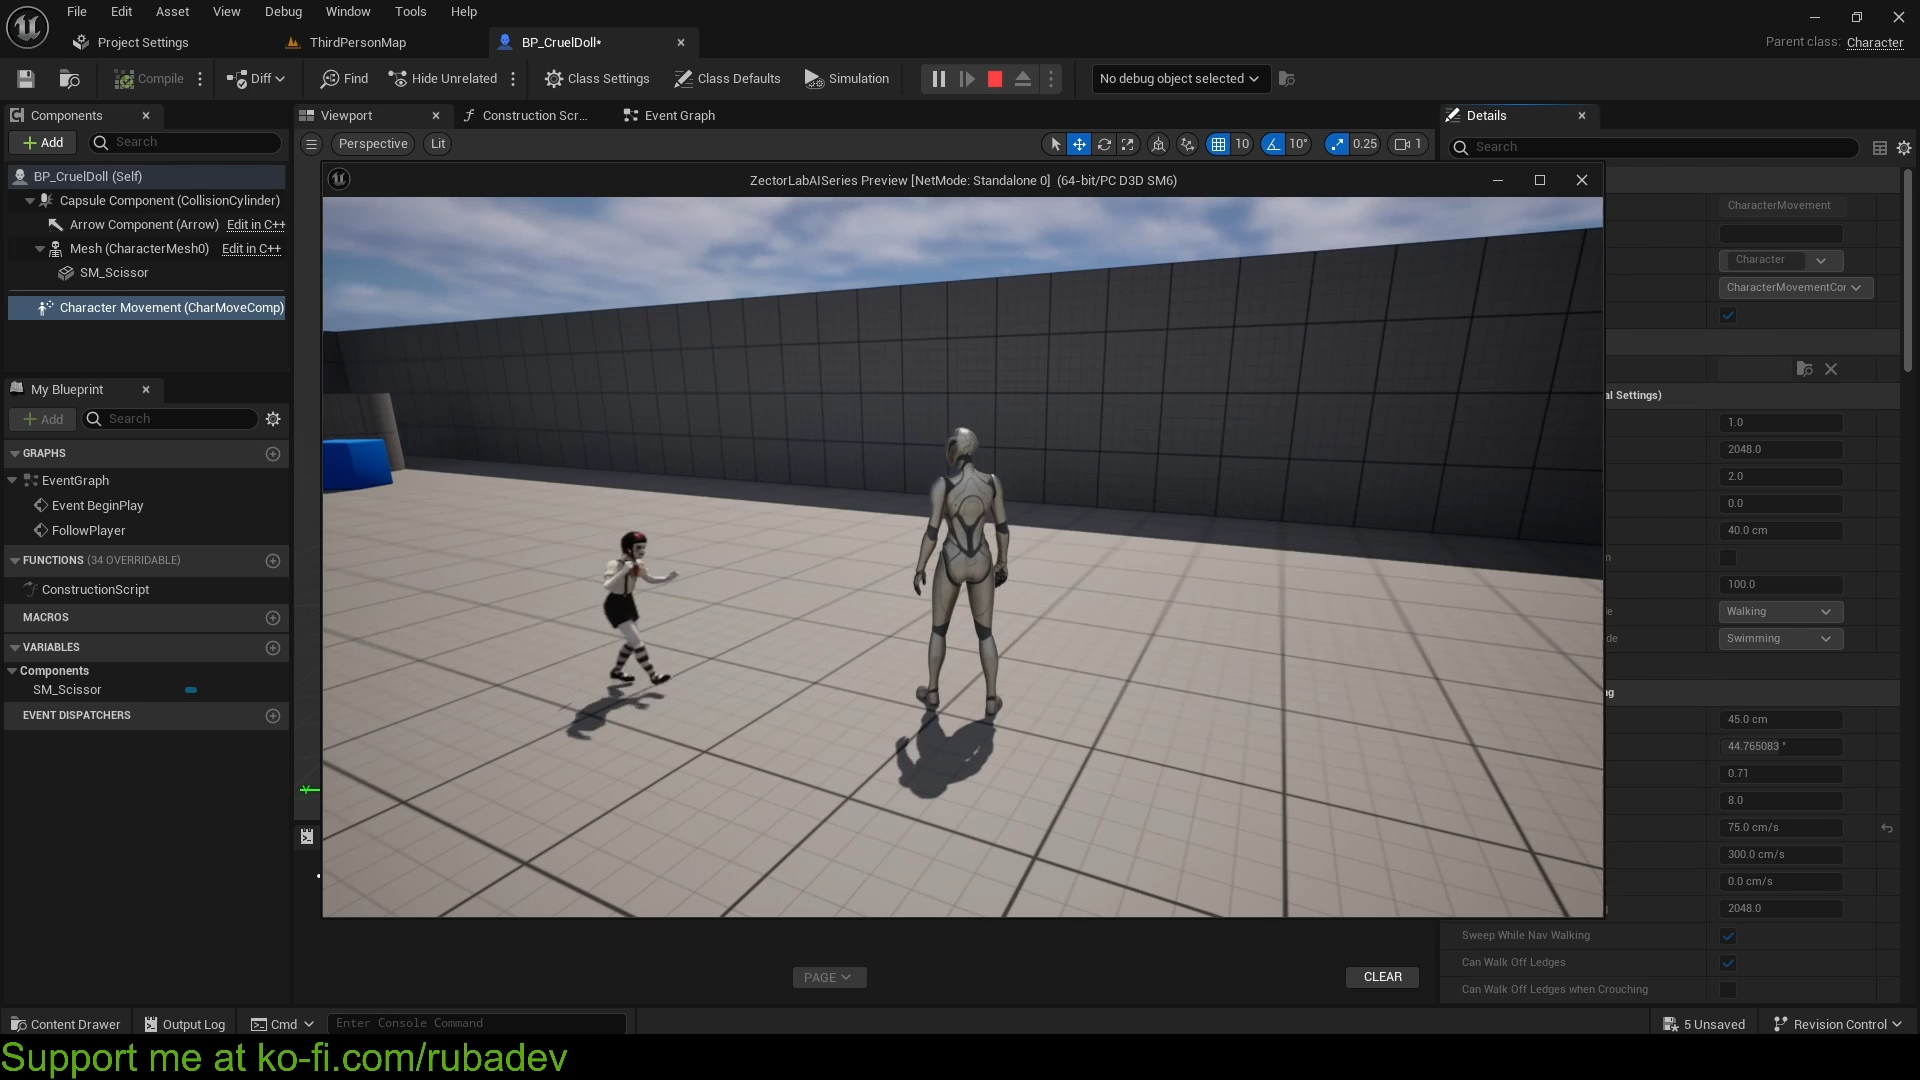 File Edit Asset View Debug Window Tools Help
Project Settings ThirdPersonMap BP_CruelDoll* Parent class: Character
Compile Diff Find Hide Unrelated Class Settings Class Defaults Simulation No debug object selected
Components Viewport Construction Scr... Event Graph Details
Add Search Perspective Lit 10 10° 0.25 1 Search
BP_CruelDoll (Self)
Capsule Component (CollisionCylinder)
Arrow Component (Arrow) Edit in C++
Mesh (CharacterMesh0) Edit in C++
SM_Scissor
Character Movement (CharMoveComp)
My Blueprint
Add Search
GRAPHS
EventGraph
Event BeginPlay
FollowPlayer
FUNCTIONS (34 OVERRIDABLE)
ConstructionScript
MACROS
VARIABLES
Components
SM_Scissor
EVENT DISPATCHERS
ZectorLabAISeries Preview [NetMode: Standalone 0] (64-bit/PC D3D SM6)
CharacterMovement
Character
CharacterMovementCor
al Settings)
1.0
2048.0
2.0
0.0
40.0 cm
n
100.0
le Walking
de Swimming
ng
45.0 cm
44.765083 °
0.71
8.0
75.0 cm/s
300.0 cm/s
0.0 cm/s
2048.0
Sweep While Nav Walking
Can Walk Off Ledges
Can Walk Off Ledges when Crouching
PAGE CLEAR
Content Drawer Output Log Cmd Enter Console Command 5 Unsaved Revision Control
Support me at ko-fi.com/rubadev